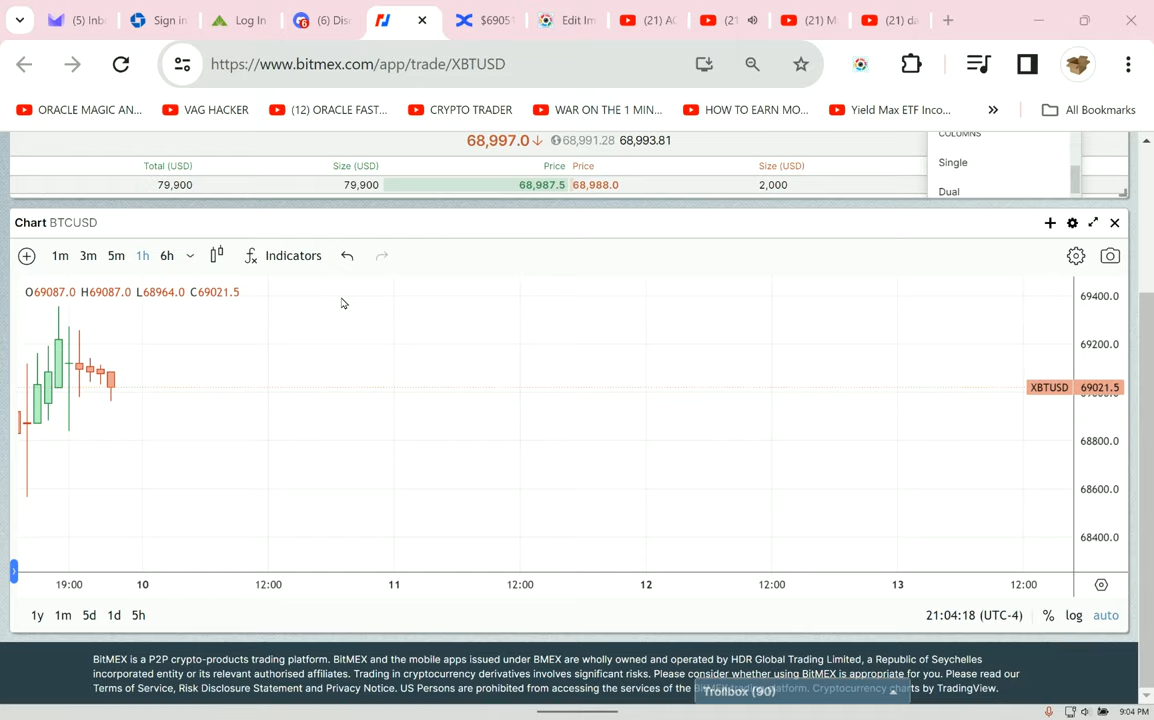 (5) Inb
Sign in
Log In
(6) Dis
$6905
Edit Im
(21) A
(21
(21) M
(21) da
https://www.bitmex.com/app/trade/XBTUSD
ORACLE MAGIC AN...
VAG HACKER
(12) ORACLE FAST...
CRYPTO TRADER
WAR ON THE 1 MIN...
HOW TO EARN MO...
Yield Max ETF Inco...
»
All Bookmarks
68,997.0↓ 68,991.28 68,993.81
COLUMNS
Single
Dual
Total (USD) Size (USD) Price Price Size (USD)
79,900 79,900 68,987.5 68,988.0 2,000
Chart BTCUSD
1m 3m 5m 1h 6h Indicators
O69087.0 H69087.0 L68964.0 C69021.5
69400.0
69200.0
XBTUSD 69021.5
68800.0
68600.0
68400.0
19:00 10 12:00 11 12:00 12 12:00 13 12:00
1y 1m 5d 1d 5h
21:04:18 (UTC-4) % log auto
BitMEX is a P2P crypto-products trading platform. BitMEX and the mobile apps issued under BMEX are wholly owned and operated by HDR Global Trading Limited, a Republic of Seychelles
incorporated entity or its relevant authorised affiliates. Trading in cryptocurrency derivatives involves significant risks. Please consider whether using BitMEX is appropriate for you. Please read our
Terms of Service, Risk Disclosure Statement and Privacy Notice. US Persons are prohibited from accessing the services of the BitMEX trading platform. Cryptocurrency charts by TradingView.
Trollbox (90)
9:04 PM